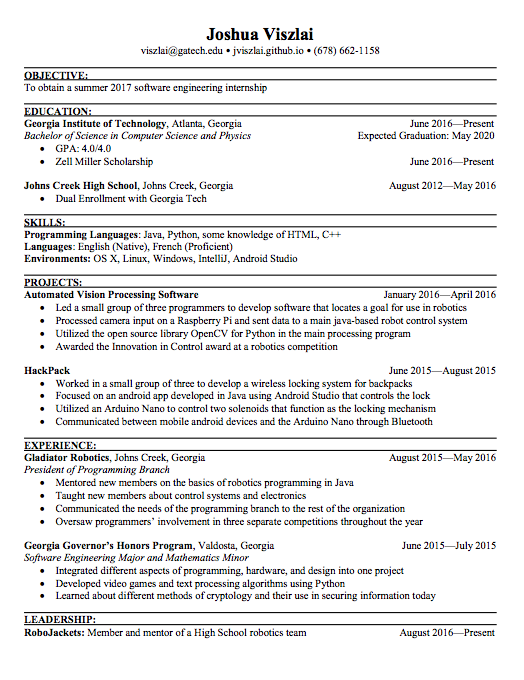 Joshua Viszlai
viszlai@gatech.edu • jviszlai.github.io • (678) 662-1158
OBJECTIVE:
To obtain a summer 2017 software engineering internship
EDUCATION:
Georgia Institute of Technology, Atlanta, Georgia June 2016—Present
Bachelor of Science in Computer Science and Physics Expected Graduation: May 2020
• GPA: 4.0/4.0
• Zell Miller Scholarship June 2016—Present
Johns Creek High School, Johns Creek, Georgia August 2012—May 2016
• Dual Enrollment with Georgia Tech
SKILLS:
Programming Languages: Java, Python, some knowledge of HTML, C++
Languages: English (Native), French (Proficient)
Environments: OS X, Linux, Windows, IntelliJ, Android Studio
PROJECTS:
Automated Vision Processing Software January 2016—April 2016
• Led a small group of three programmers to develop software that locates a goal for use in robotics
• Processed camera input on a Raspberry Pi and sent data to a main java-based robot control system
• Utilized the open source library OpenCV for Python in the main processing program
• Awarded the Innovation in Control award at a robotics competition
HackPack June 2015—August 2015
• Worked in a small group of three to develop a wireless locking system for backpacks
• Focused on an android app developed in Java using Android Studio that controls the lock
• Utilized an Arduino Nano to control two solenoids that function as the locking mechanism
• Communicated between mobile android devices and the Arduino Nano through Bluetooth
EXPERIENCE:
Gladiator Robotics, Johns Creek, Georgia August 2015—May 2016
President of Programming Branch
• Mentored new members on the basics of robotics programming in Java
• Taught new members about control systems and electronics
• Communicated the needs of the programming branch to the rest of the organization
• Oversaw programmers' involvement in three separate competitions throughout the year
Georgia Governor's Honors Program, Valdosta, Georgia June 2015—July 2015
Software Engineering Major and Mathematics Minor
• Integrated different aspects of programming, hardware, and design into one project
• Developed video games and text processing algorithms using Python
• Learned about different methods of cryptology and their use in securing information today
LEADERSHIP:
RoboJackets: Member and mentor of a High School robotics team August 2016—Present